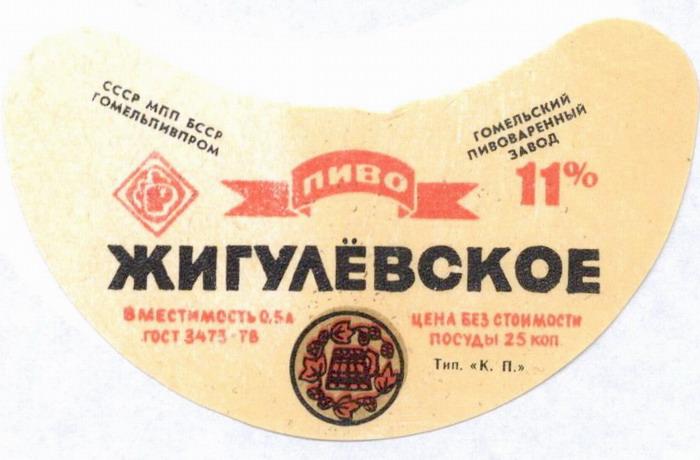 СССР МПП БССР
ГОМЕЛЬПИВПРОМ
ГОМЕЛЬСКИЙ
ПИВОВАРЕННЫЙ
ЗАВОД
ПИВО
11%
ЖИГУЛЁВСКОЕ
ВМЕСТИМОСТЬ 0,5 Л
ГОСТ 3473-78
ЦЕНА БЕЗ СТОИМОСТИ
ПОСУДЫ 25 КОП
Тип. «К. П.»